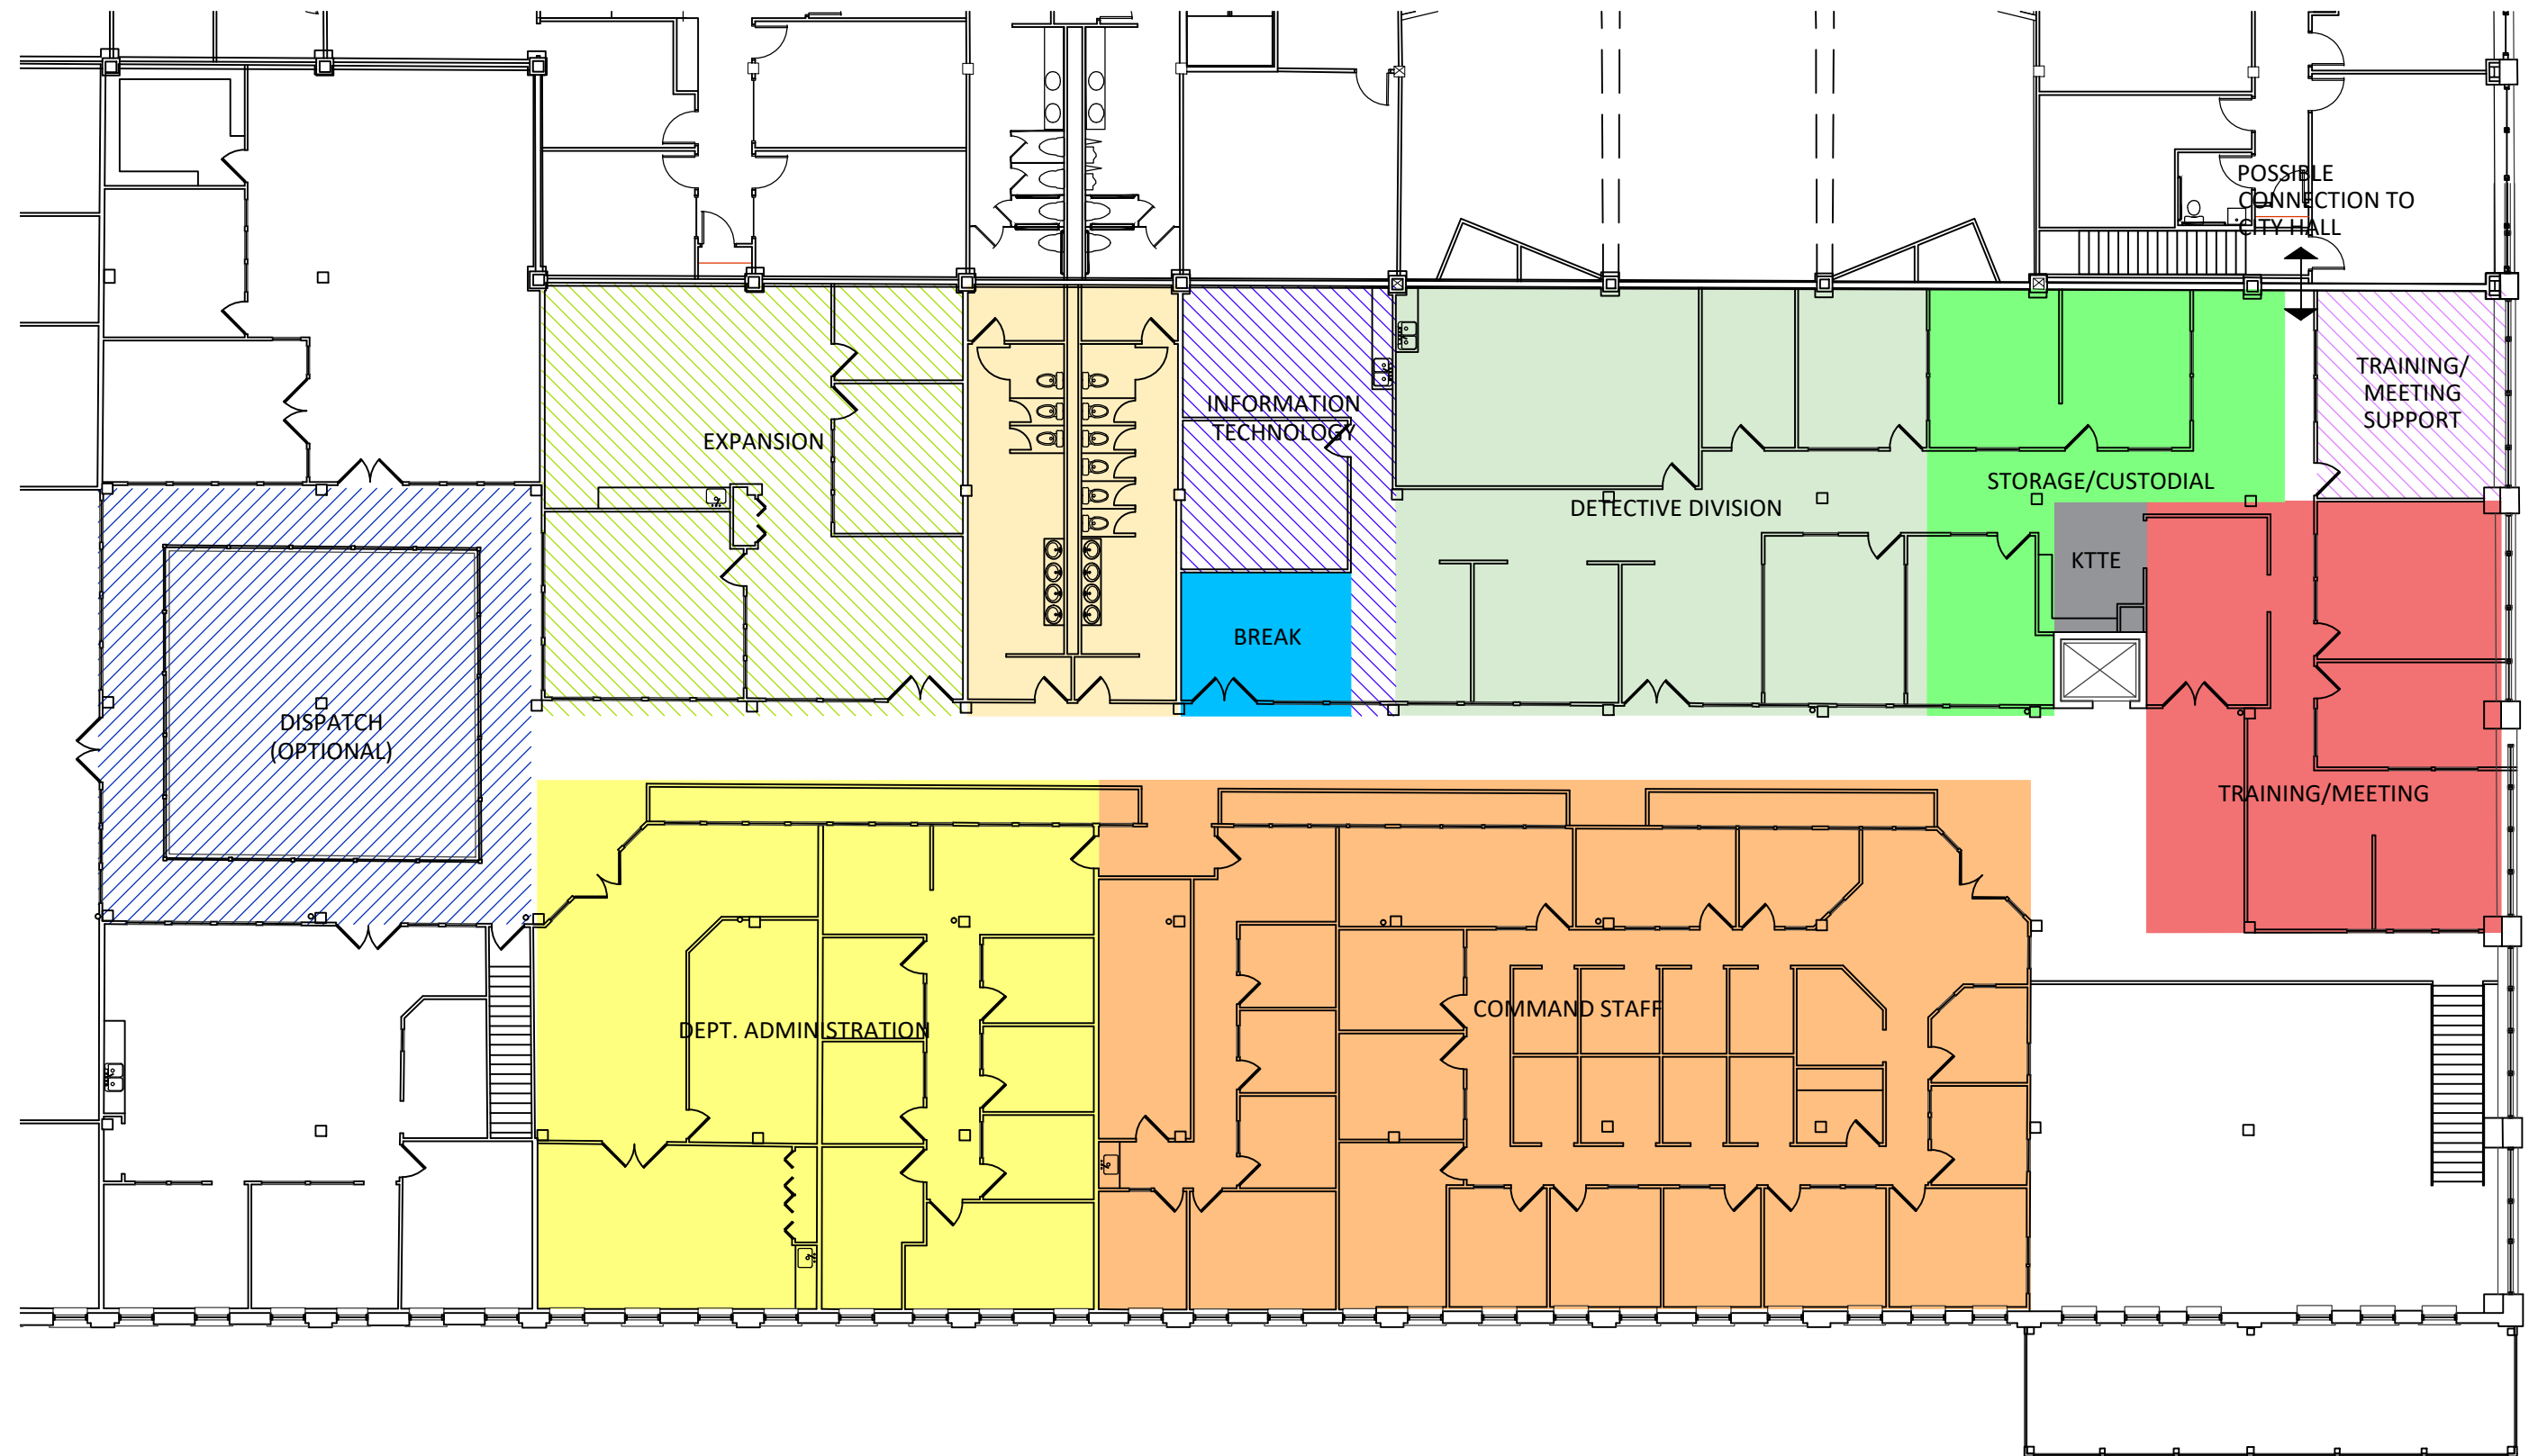 POSSIBLE
CONNECTION TO
CITY HALL
TRAINING/
MEETING
SUPPORT
INFORMATION
TECHNOLOGY
EXPANSION
STORAGE/CUSTODIAL
DETECTIVE DIVISION
KTTE
BREAK
DISPATCH
(OPTIONAL)
TRAINING/MEETING
COMMAND STAFF
DEPT. ADMINISTRATION